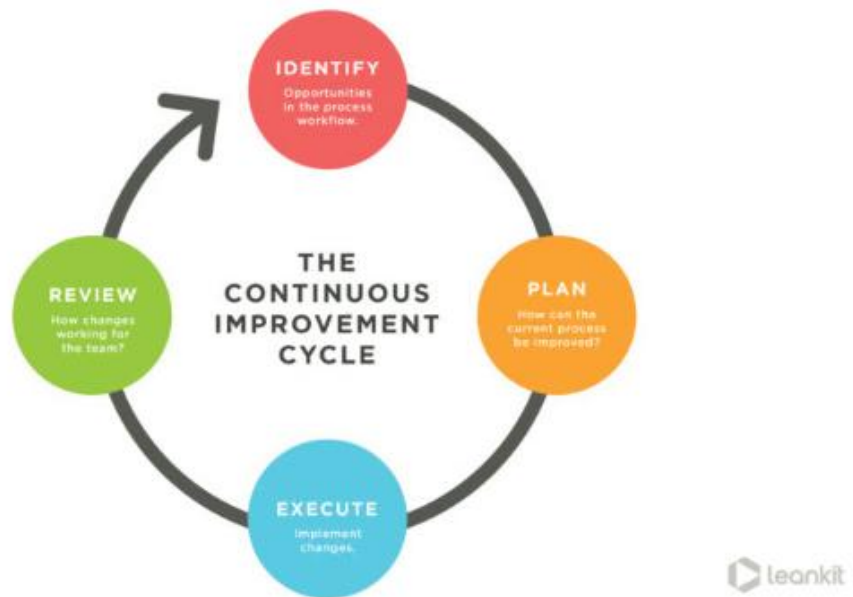 IDENTIFY
Opportunities
in the process
workflow.
THE
CONTINUOUS
IMPROVEMENT
CYCLE
PLAN
How can the
current process
be improved?
REVIEW
How changes
working for
the team?
EXECUTE
Implement
changes.
leankit